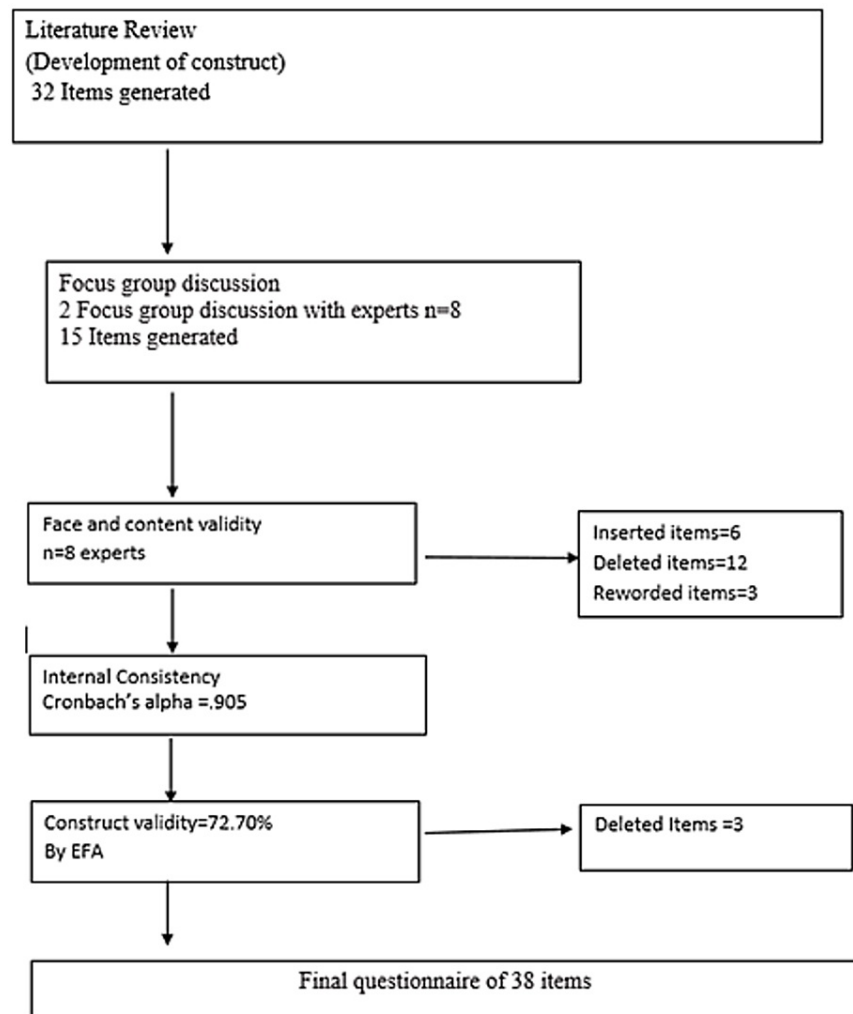 Literature Review
(Development of construct)
32 Items generated
Focus group discussion
2 Focus group discussion with experts n=8
15 Items generated
Face and content validity
n=8 experts
Inserted items=6
Deleted items=12
Reworded items=3
Internal Consistency
Cronbach's alpha =.905
Construct validity=72.70%
By EFA
Deleted Items =3
Final questionnaire of 38 items